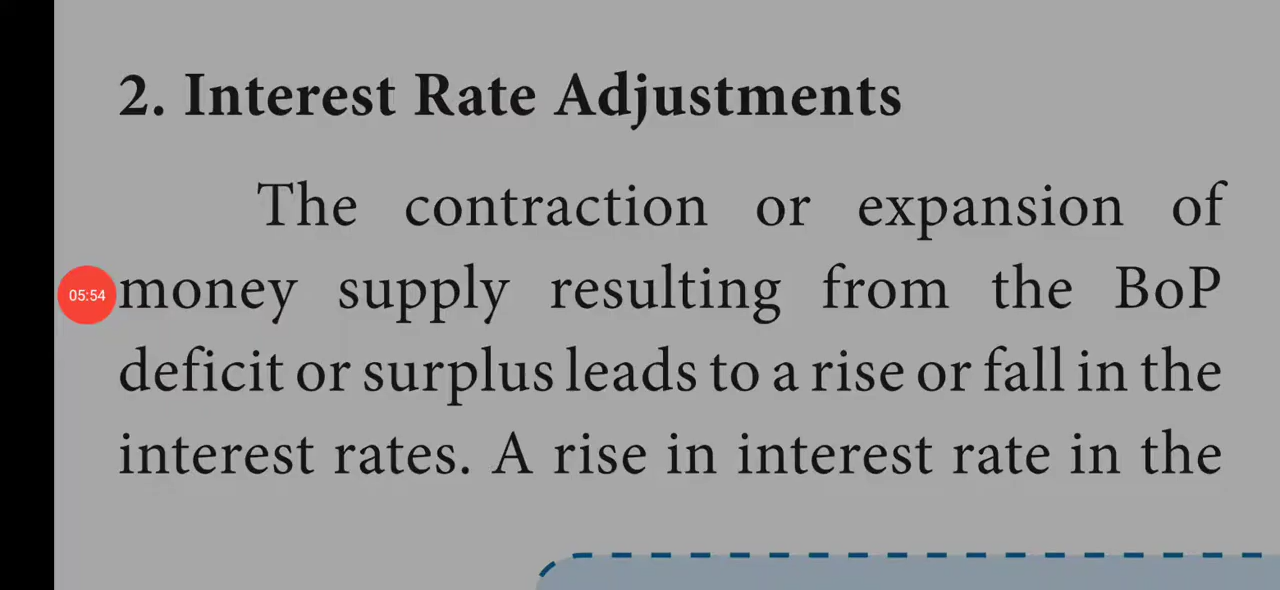 2. Interest Rate Adjustments
The contraction or expansion of
05:54
money supply resulting from the BoP
deficit or surplus leads to a rise or fall in the
interest rates. A rise in interest rate in the